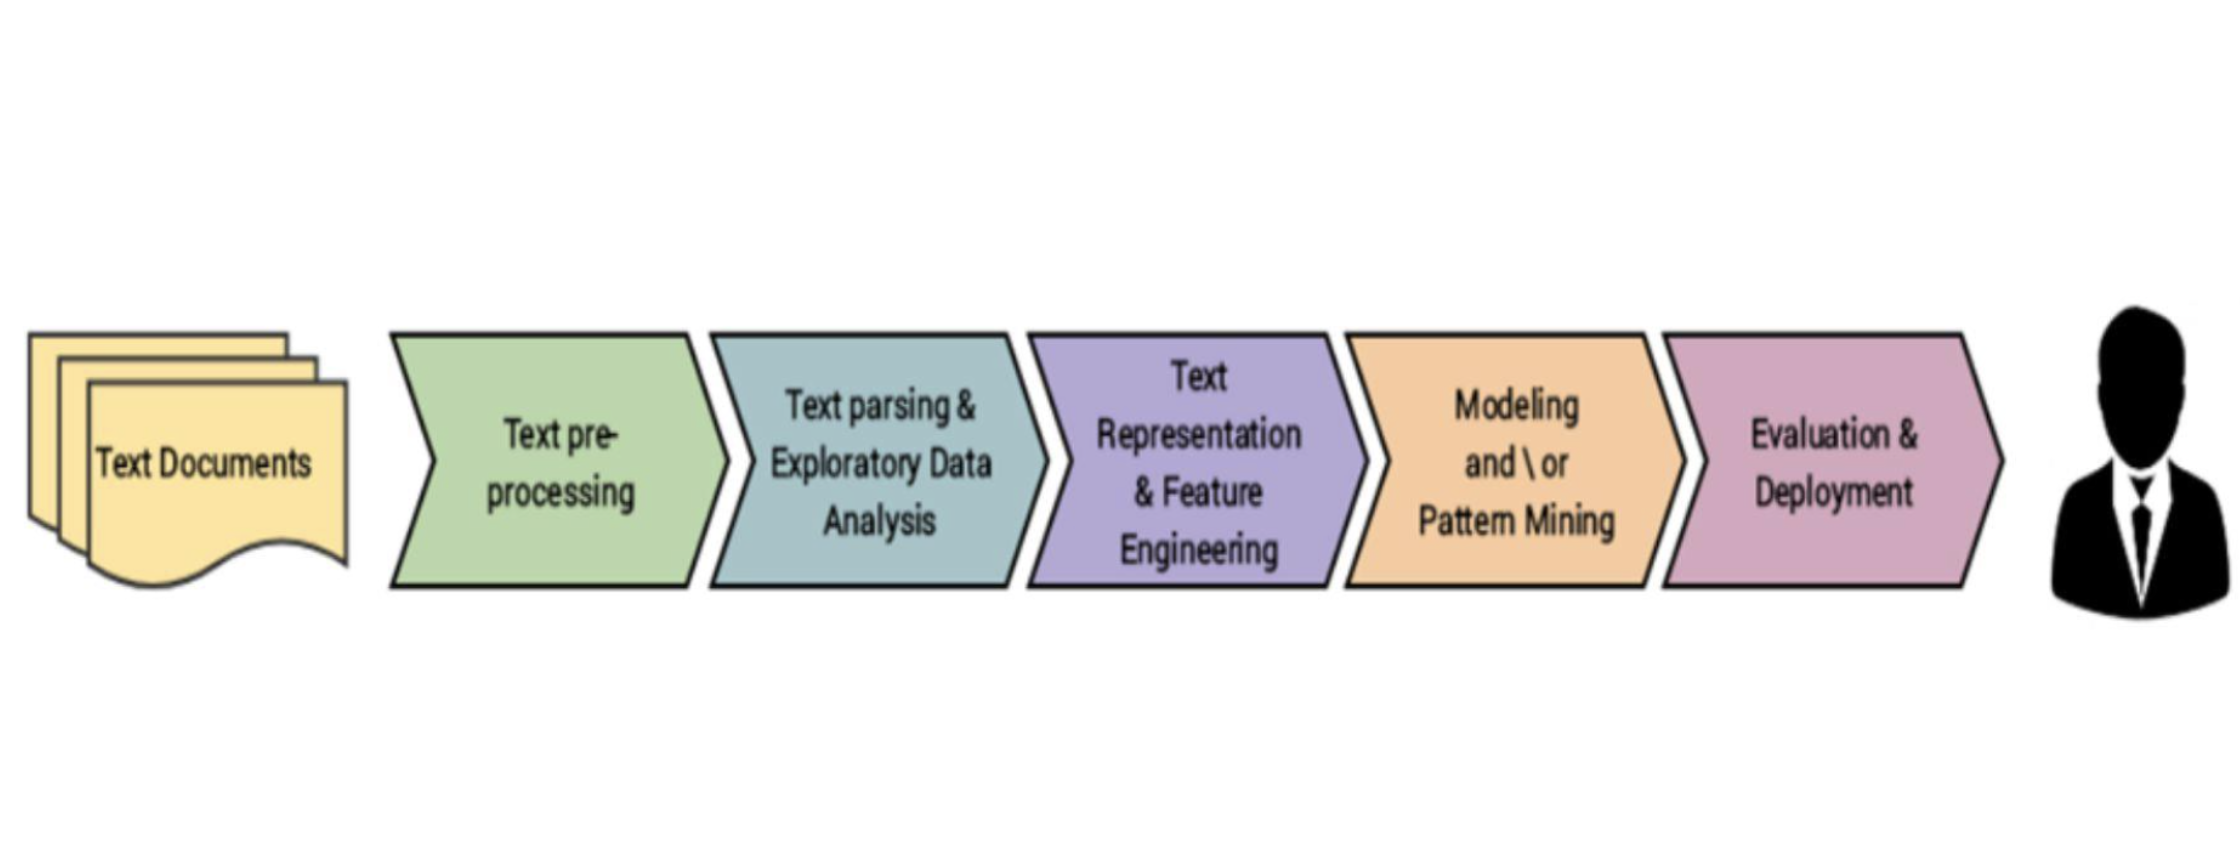 Text Documents
Text pre-
processing
Text parsing &
Exploratory Data
Analysis
Text
Representation
& Feature
Engineering
Modeling
and \ or
Pattern Mining
Evaluation &
Deployment